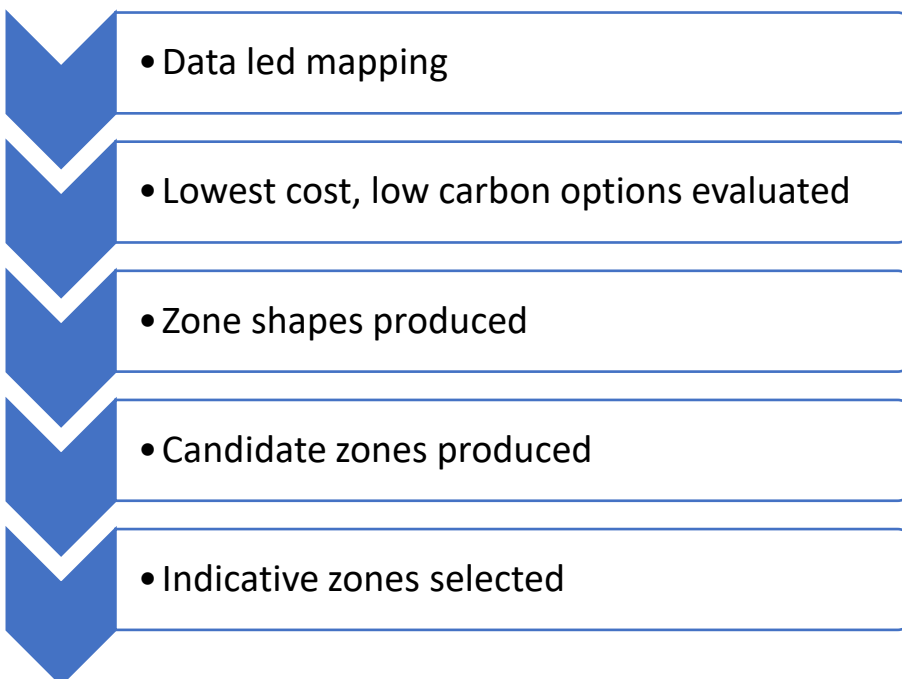 • Data led mapping
• Lowest cost, low carbon options evaluated
• Zone shapes produced
• Candidate zones produced
• Indicative zones selected